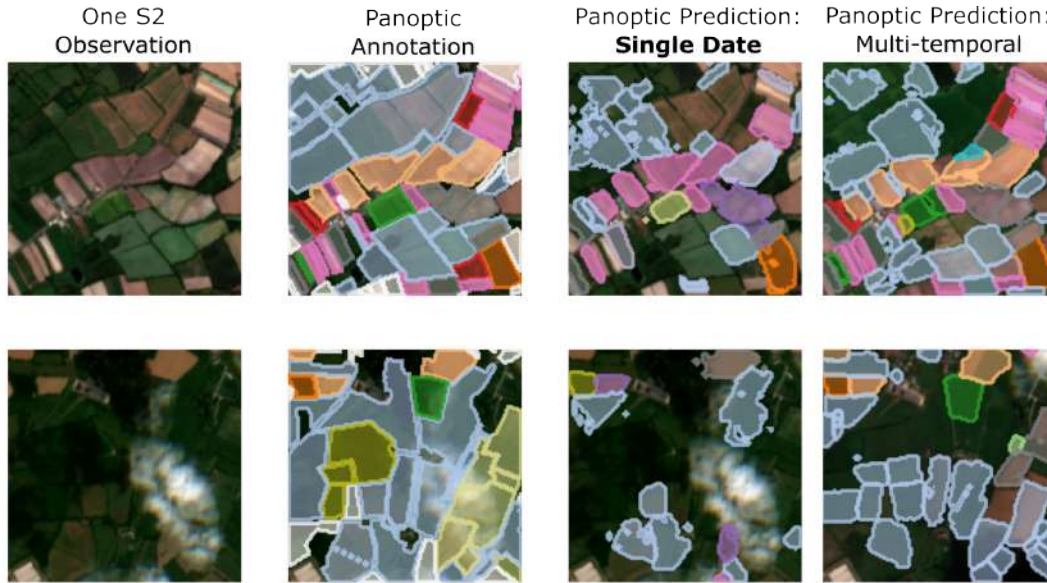 One S2
Observation
Panoptic
Annotation
Panoptic Prediction:
Single Date
Panoptic Prediction:
Multi-temporal